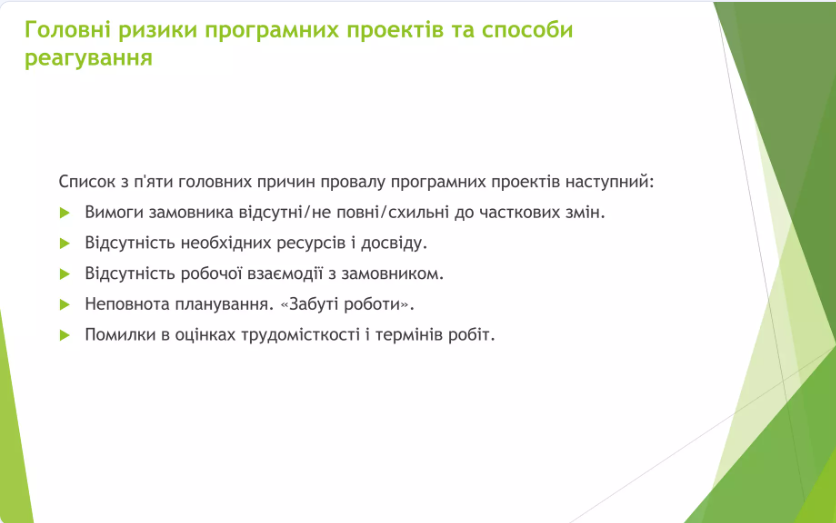 Головні ризики програмних проектів та способи
реагування
Список з п'яти головних причин провалу програмних проектів наступний:
Вимоги замовника відсутні/не повні/схильні до часткових змін.
Відсутність необхідних ресурсів і досвіду.
Відсутність робочої взаємодії з замовником.
Неповнота планування. «Забуті роботи».
Помилки в оцінках трудомісткості і термінів робіт.